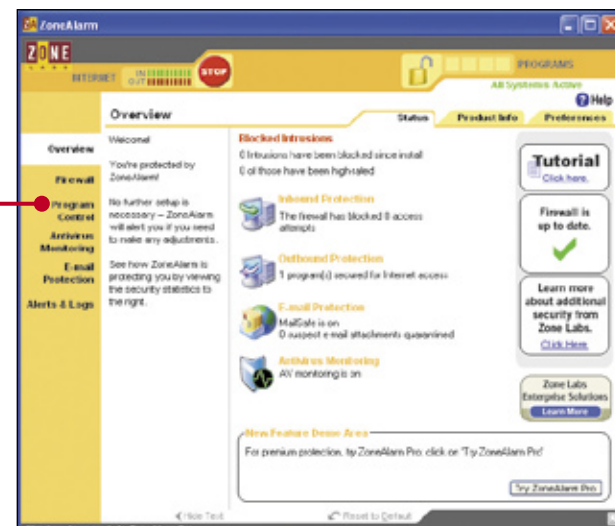 ZoneAlarm
ZONE
LABS
INTERNET
IN
OUT
STOP
PROGRAMS
All Systems Active
Help
Overview
Status
Product Info
Preferences
Overview
Firewall
Program
Control
Antivirus
Monitoring
E-mail
Protection
Alerts & Logs
Welcome!
You're protected by
ZoneAlarm!
No further setup is
necessary – ZoneAlarm
will alert you if you need
to make any adjustments.
See how ZoneAlarm is
protecting you by viewing
the security statistics to
the right.
Blocked Intrusions
0 Intrusions have been blocked since install
0 of those have been high-rated
Inbound Protection
The firewall has blocked 0 access
attempts
Outbound Protection
1 program(s) secured for Internet access
E-mail Protection
MailSafe is on
0 suspect e-mail attachments quarantined
Antivirus Monitoring
AV monitoring is on
Tutorial
Click here.
Firewall is
up to date.
Learn more
about additional
security from
Zone Labs.
Click Here
Zone Labs
Enterprise Solutions
Learn More
New Feature Demo Area
For premium protection, try ZoneAlarm Pro, click on 'Try ZoneAlarm Pro'
Try ZoneAlarm Pro
Hide Text
Reset to Default